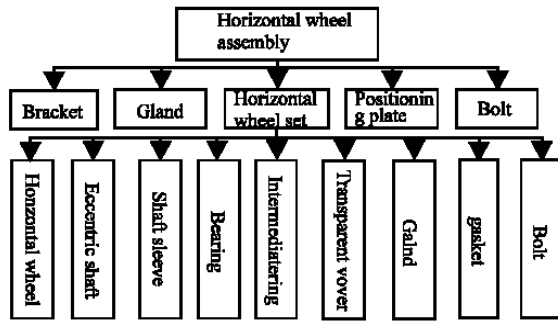 Horizontal wheel
assembly
Bracket
Gland
Horizontal
wheel set
Positionin
g plate
Bolt
Honzontal wheel
Eccentric shaft
Shaft sleeve
Bearing
Intermediatering
Transparent vover
Galnd
gasket
Bolt